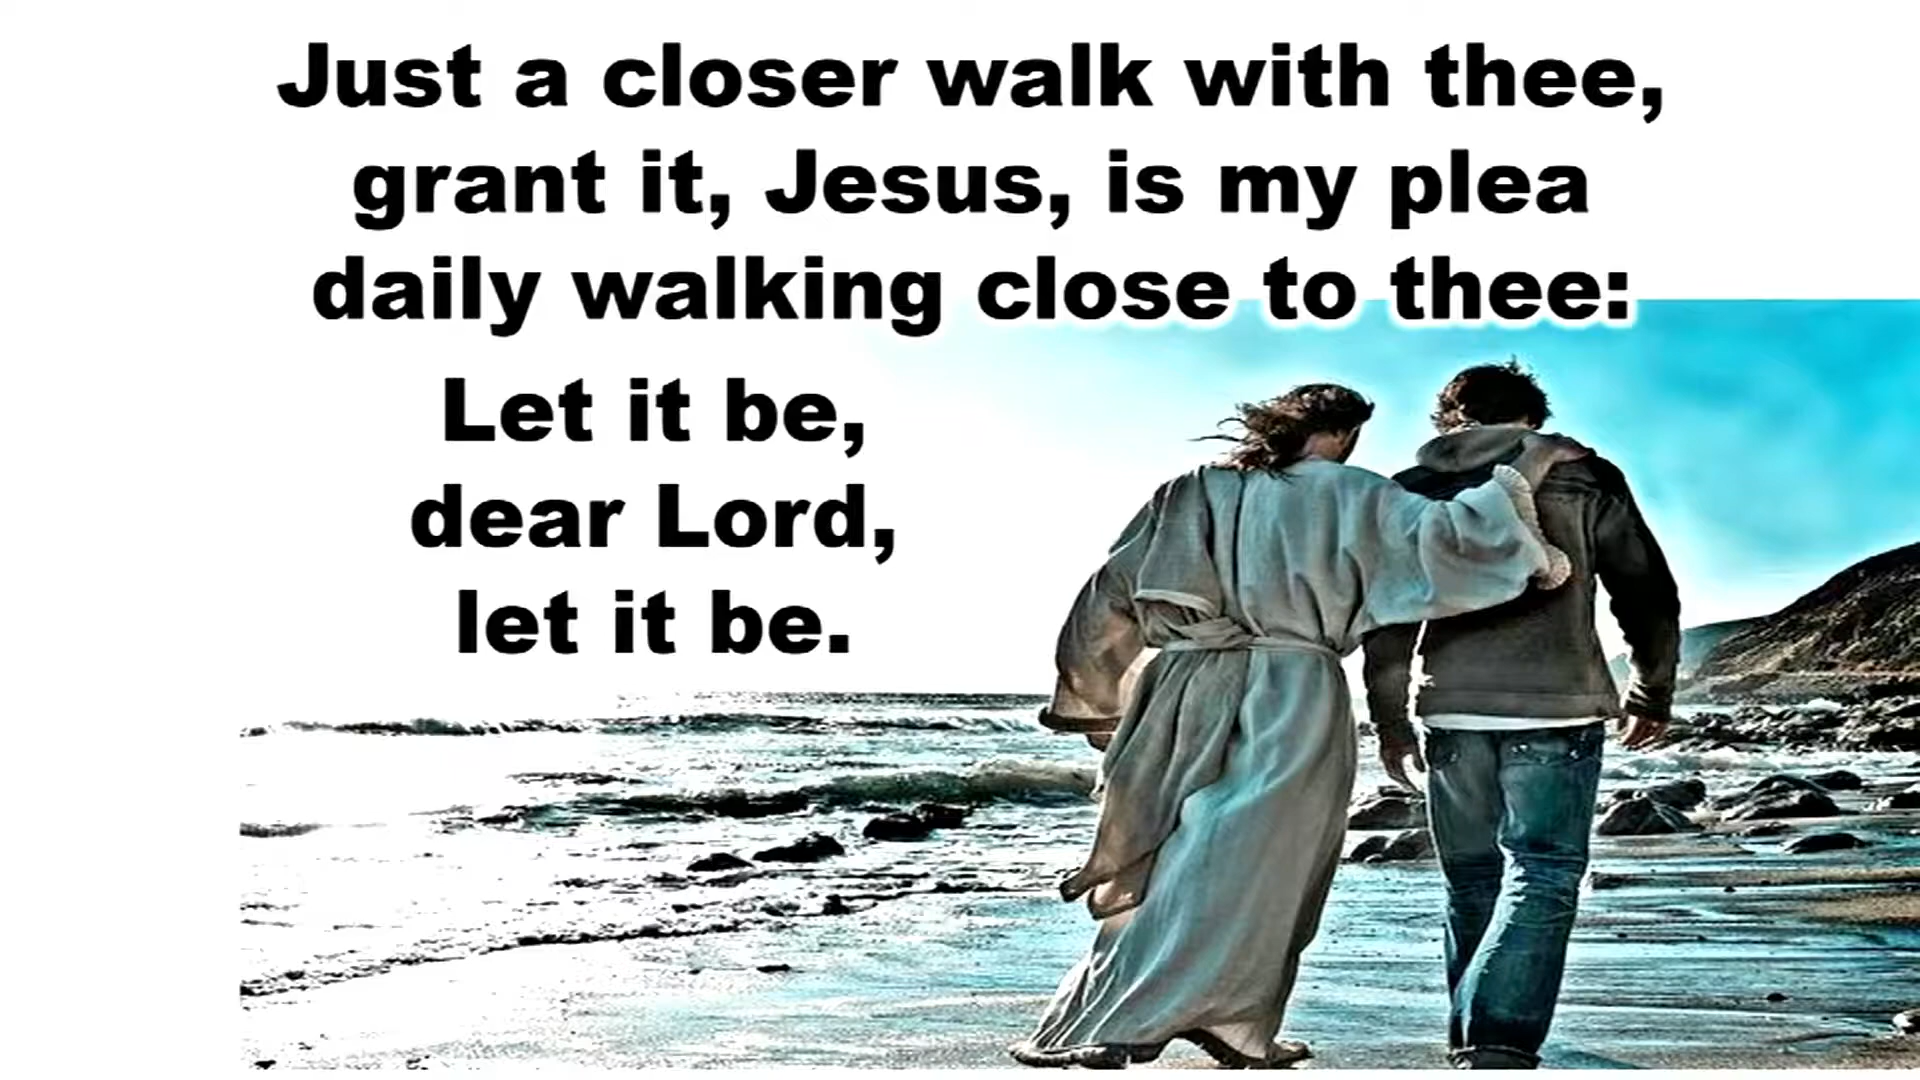 Just a closer walk with thee,
grant it, Jesus, is my plea
daily walking close to thee:
Let it be,
dear Lord,
let it be.